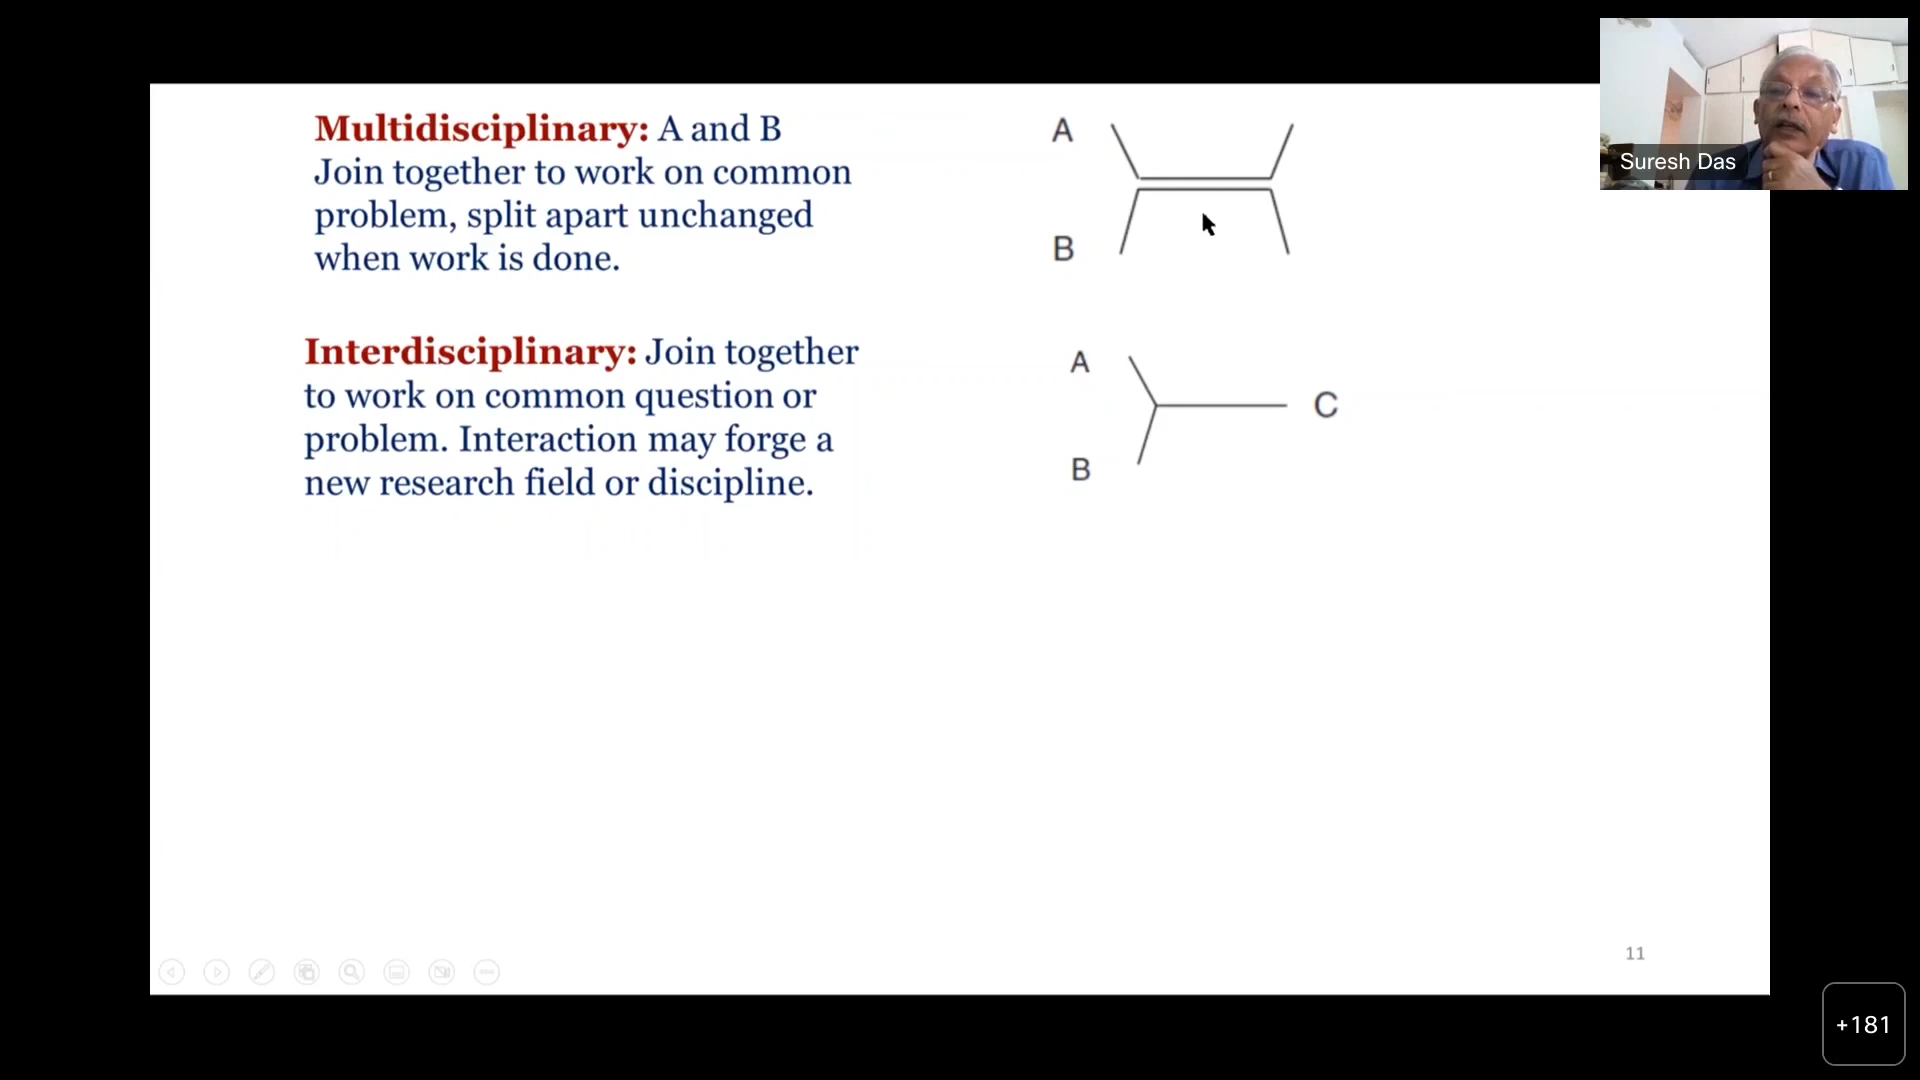 Multidisciplinary: A and B
Join together to work on common
problem, split apart unchanged
when work is done.
A
B
Interdisciplinary: Join together
to work on common question or
problem. Interaction may forge a
new research field or discipline.
A
C
B
Suresh Das
11
+181